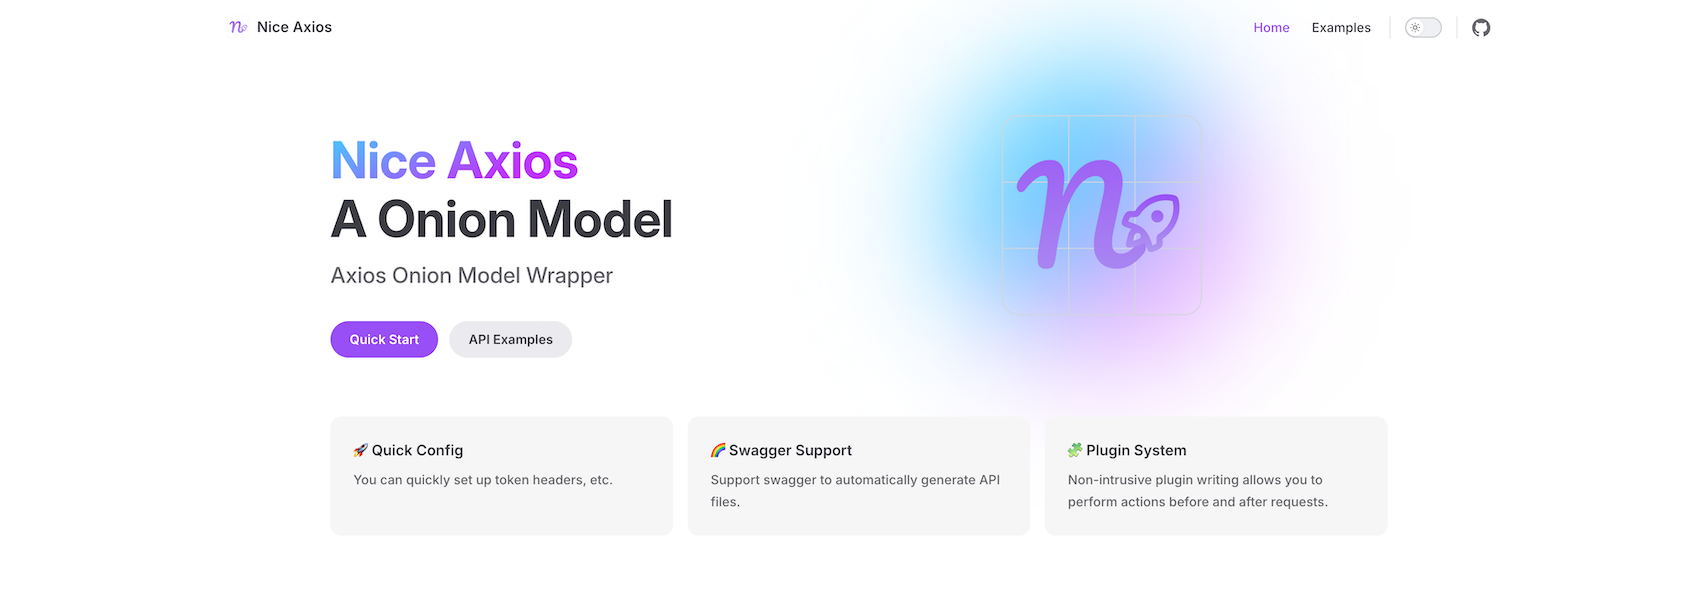 Nice Axios
Home
Examples
Nice Axios
A Onion Model
Axios Onion Model Wrapper
Quick Start
API Examples
🚀 Quick Config
You can quickly set up token headers, etc.
🌈 Swagger Support
Support swagger to automatically generate API
files.
🧩 Plugin System
Non-intrusive plugin writing allows you to
perform actions before and after requests.